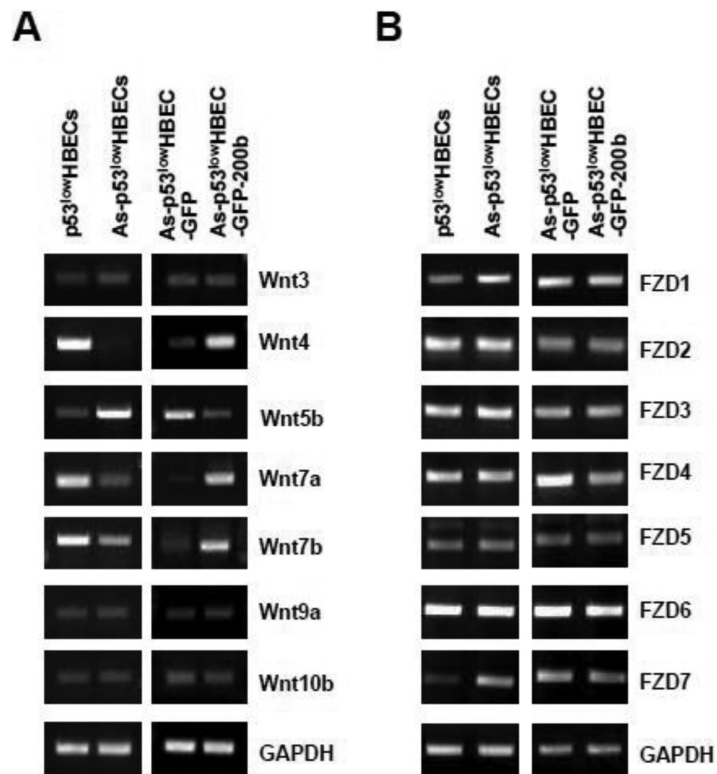 A
B
p53lowHBECs
As-p53lowHBECs
As-p53lowHBEC
-GFP
As-p53lowHBEC
-GFP-200b
p53lowHBECs
As-p53lowHBECs
As-p53lowHBEC
-GFP
As-p53lowHBEC
-GFP-200b
Wnt3
Wnt4
Wnt5b
Wnt7a
Wnt7b
Wnt9a
Wnt10b
GAPDH
FZD1
FZD2
FZD3
FZD4
FZD5
FZD6
FZD7
GAPDH